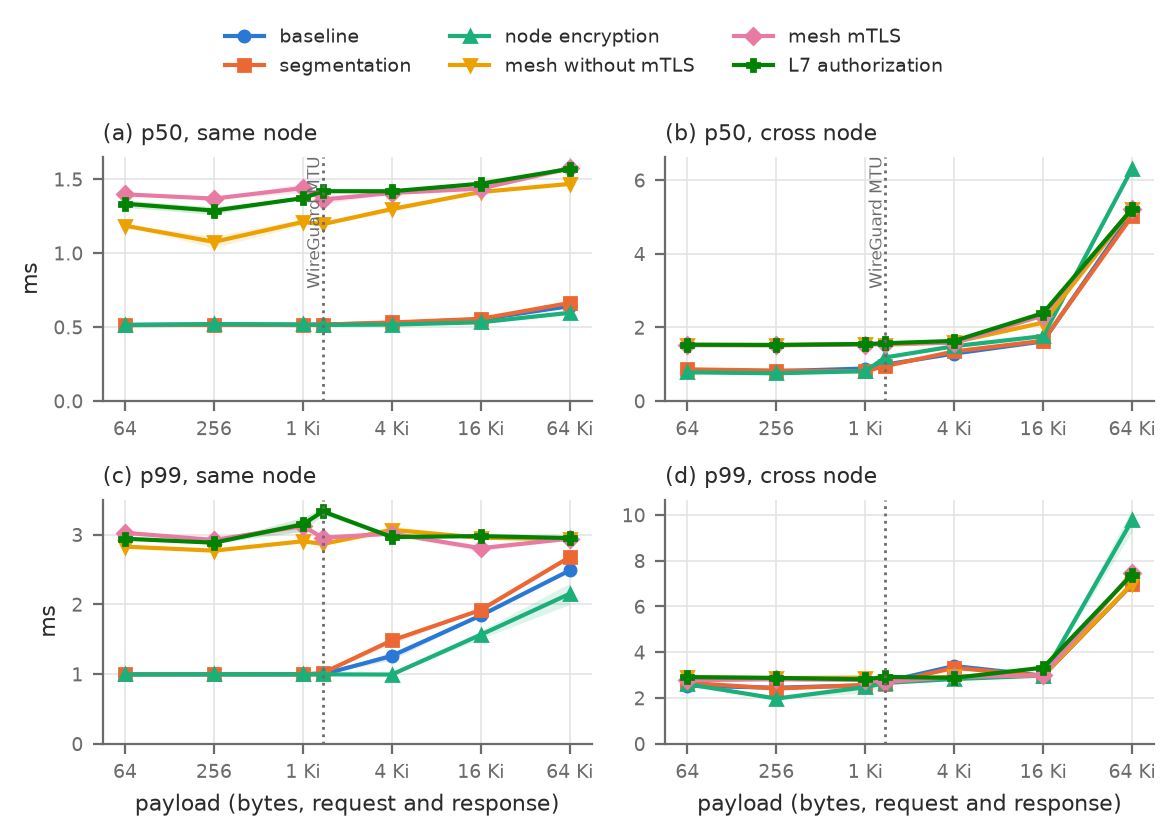 baseline
node encryption
mesh mTLS
segmentation
mesh without mTLS
L7 authorization
(a) p50, same node
(b) p50, cross node
ms
1.5
1.0
0.5
0.0
WireGuard MTU
64
256
1 Ki
4 Ki
16 Ki
64 Ki
6
4
2
0
WireGuard MTU
64
256
1 Ki
4 Ki
16 Ki
64 Ki
(c) p99, same node
(d) p99, cross node
ms
3
2
1
0
64
256
1 Ki
4 Ki
16 Ki
64 Ki
payload (bytes, request and response)
10
8
6
4
2
0
64
256
1 Ki
4 Ki
16 Ki
64 Ki
payload (bytes, request and response)